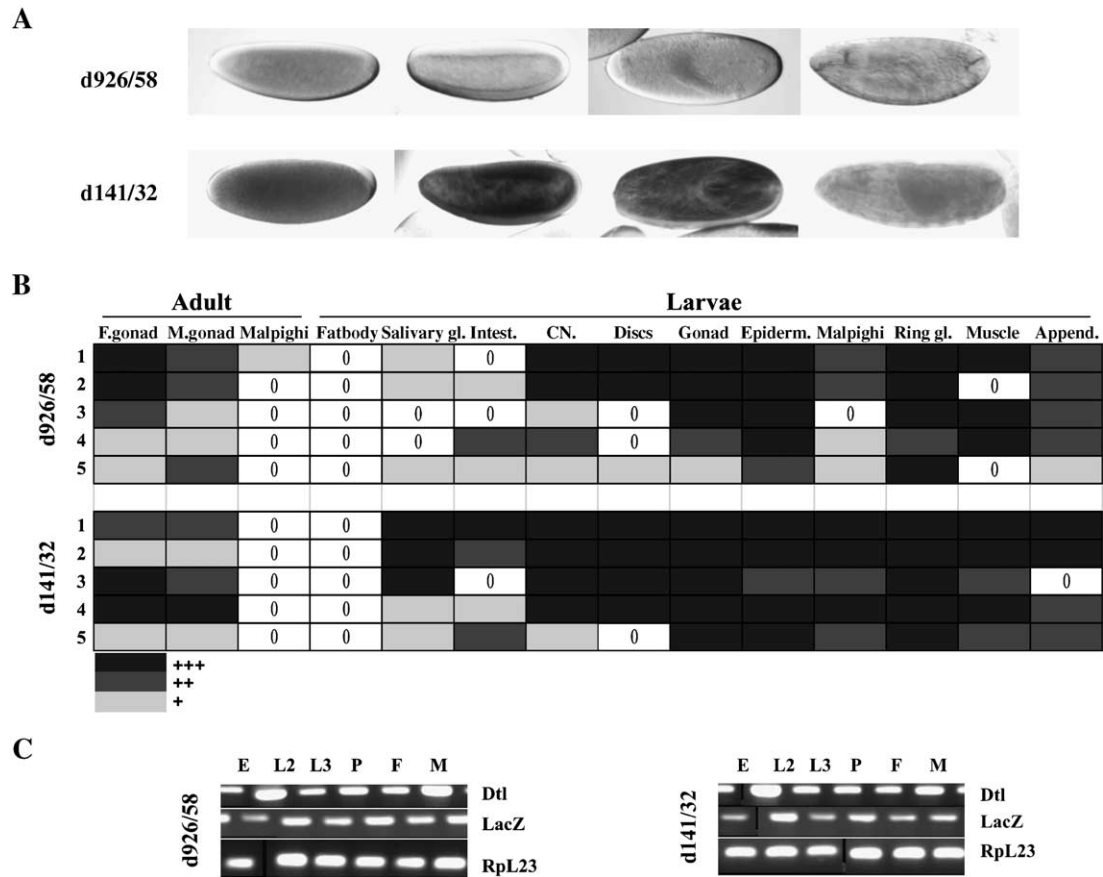 A
d926/58
d141/32
B
Adult Larvae
F.gonad M.gonad Malpighi Fatbody Salivary gl. Intest. CN. Discs Gonad Epiderm. Malpighi Ring gl. Muscle Append.
d926/58
1 0 0
2 0 0 0
3 0 0 0 0 0 0
4 0 0 0 0
5 0 0 0
d141/32
1 0 0
2 0 0
3 0 0 0 0
4 0 0
5 0 0 0
+++
++
+
C
E L2 L3 P F M
d926/58
Dtl
LacZ
RpL23
E L2 L3 P F M
d141/32
Dtl
LacZ
RpL23